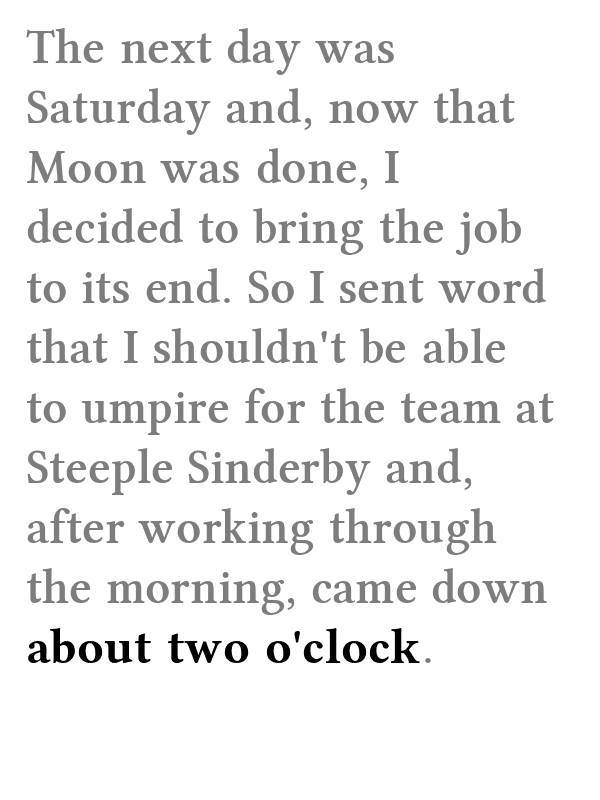 The next day was
Saturday and, now that
Moon was done, I
decided to bring the job
to its end. So I sent word
that I shouldn't be able
to umpire for the team at
Steeple Sinderby and,
after working through
the morning, came down
about two o'clock.